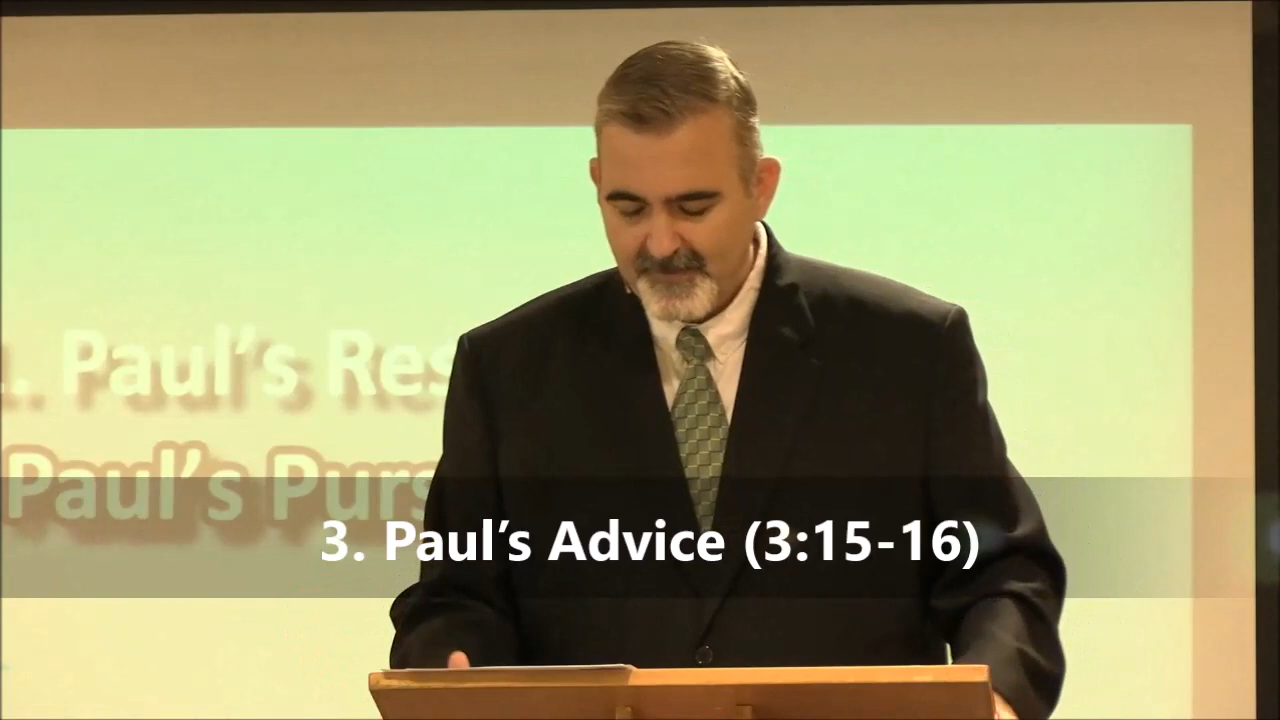 . Paul's Res
Paul's Purs
3. Paul’s Advice (3:15-16)